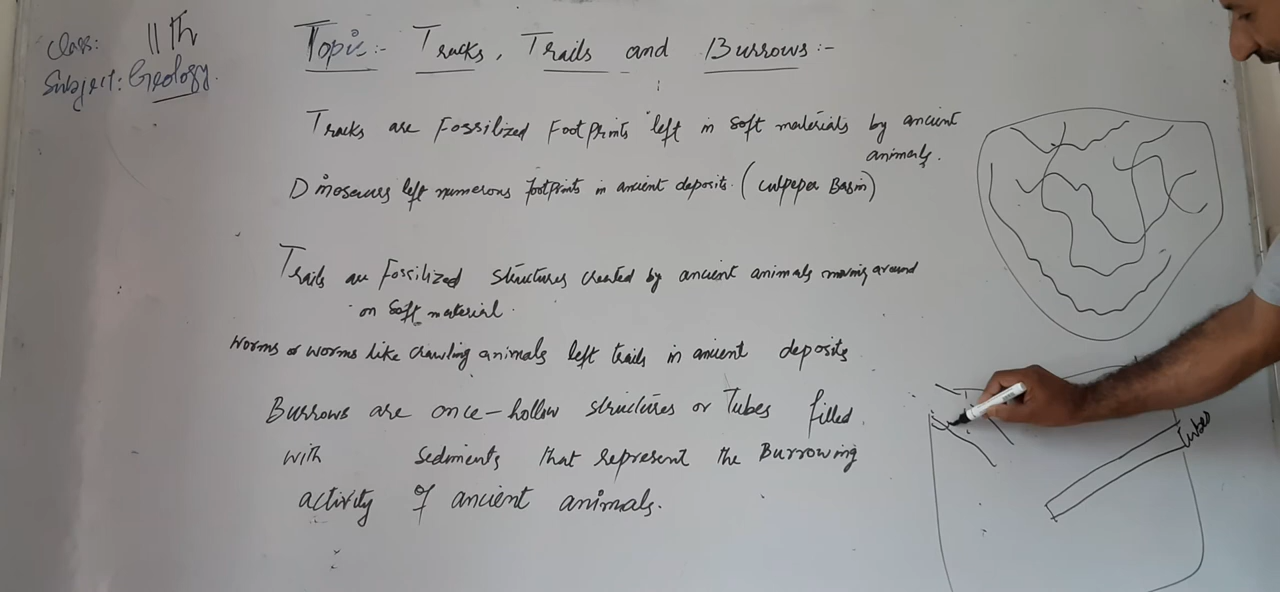 Class: 11th
Subject: Geology.
Topic:- Tracks, Trails and Burrows:-
Tracks are Fossilized Footprints left in soft materials by ancient
animals.
Dinosaurs left numerous footprints in ancient deposits. (Culpeper Basin)
Trails are Fossilized structures created by ancient animals moving around
on soft material.
Worms or worms like crawling animals left trails in ancient deposits
Burrows are once-hollow structures or Tubes filled
with sediments that represent the Burrowing
activity of ancient animals.
Tubes